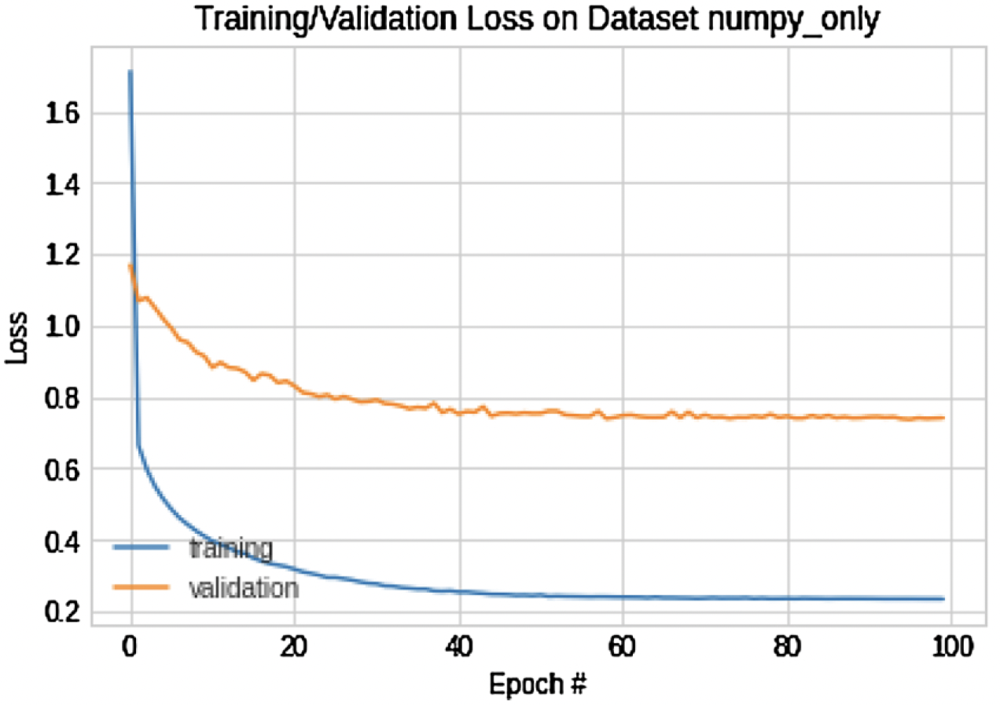 Training/Validation Loss on Dataset numpy_only
1.6
1.4
1.2
1.0
0.8
0.6
0.4
0.2
Loss
training
validation
0 20 40 60 80 100
Epoch #